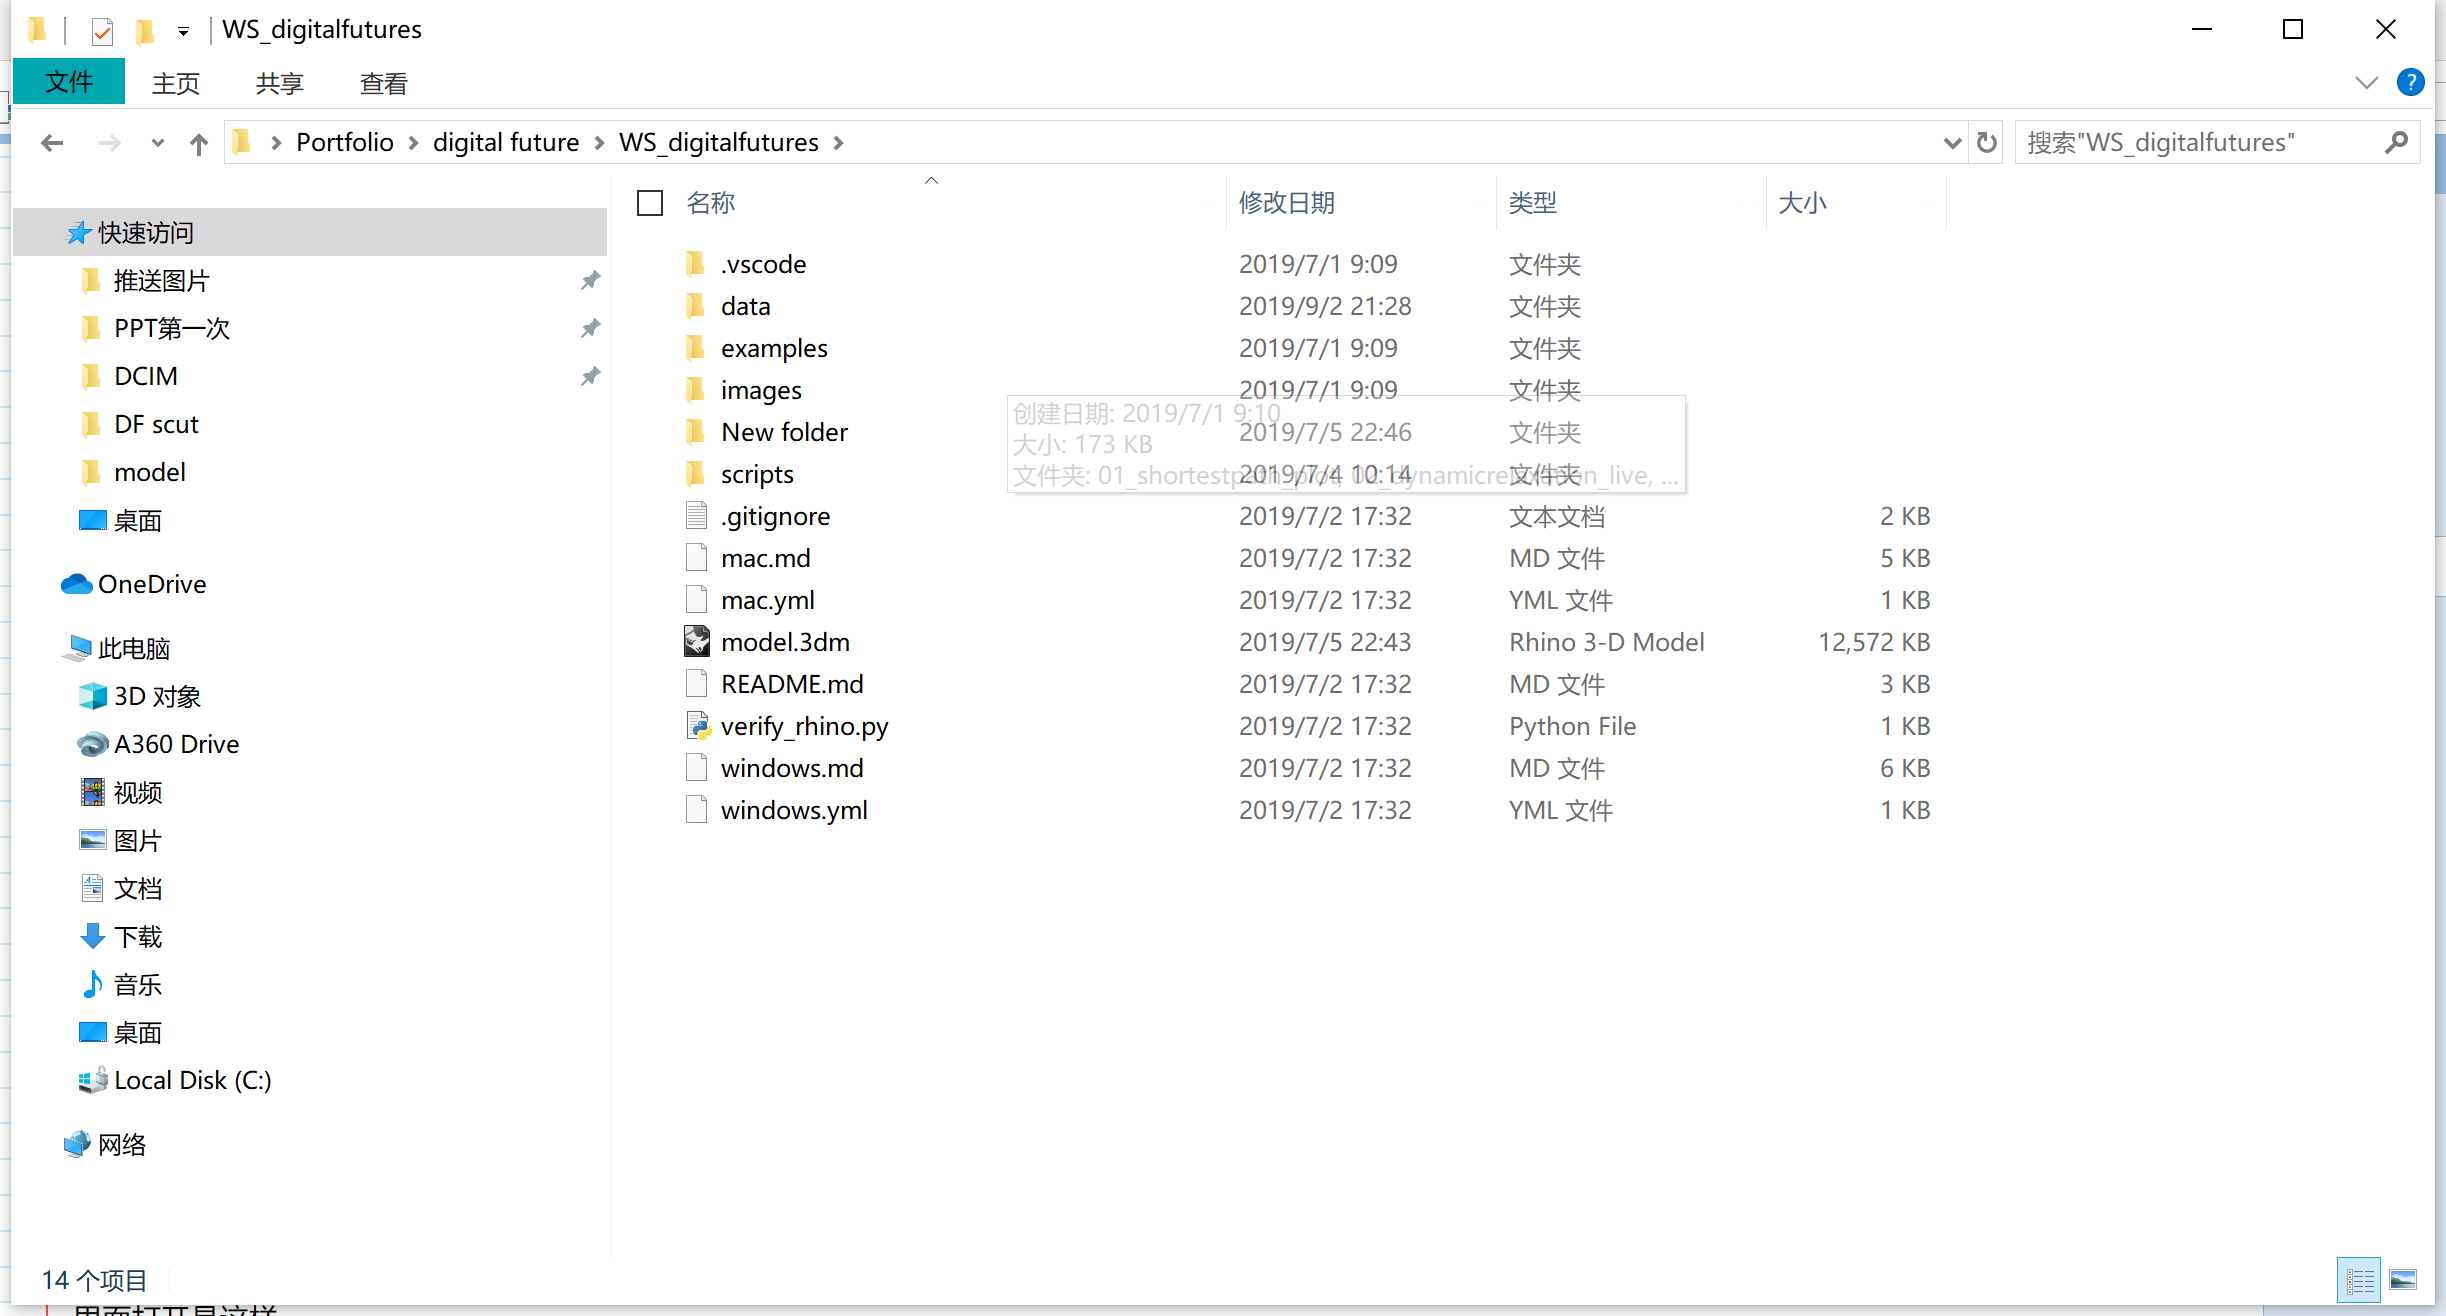 WS_digitalfutures
文件 主页 共享 查看
Portfolio digital future WS_digitalfutures
搜索"WS_digitalfutures"
快速访问
推送图片
PPT第一次
DCIM
DF scut
model
桌面
OneDrive
此电脑
3D 对象
A360 Drive
视频
图片
文档
下载
音乐
桌面
Local Disk (C:)
网络
名称 修改日期 类型 大小
.vscode 2019/7/1 9:09 文件夹
data 2019/9/2 21:28 文件夹
examples 2019/7/1 9:09 文件夹
images 2019/7/1 9:09 文件夹
New folder 2019/7/5 22:46 文件夹
scripts 2019/7/4 10:14 文件夹
.gitignore 2019/7/2 17:32 文本文档 2 KB
mac.md 2019/7/2 17:32 MD 文件 5 KB
mac.yml 2019/7/2 17:32 YML 文件 1 KB
model.3dm 2019/7/5 22:43 Rhino 3-D Model 12,572 KB
README.md 2019/7/2 17:32 MD 文件 3 KB
verify_rhino.py 2019/7/2 17:32 Python File 1 KB
windows.md 2019/7/2 17:32 MD 文件 6 KB
windows.yml 2019/7/2 17:32 YML 文件 1 KB
创建日期: 2019/7/1 9:10
大小: 173 KB
文件夹: 01_shortestpath_plot, 02_dynamicrelaxation_live, ...
14 个项目